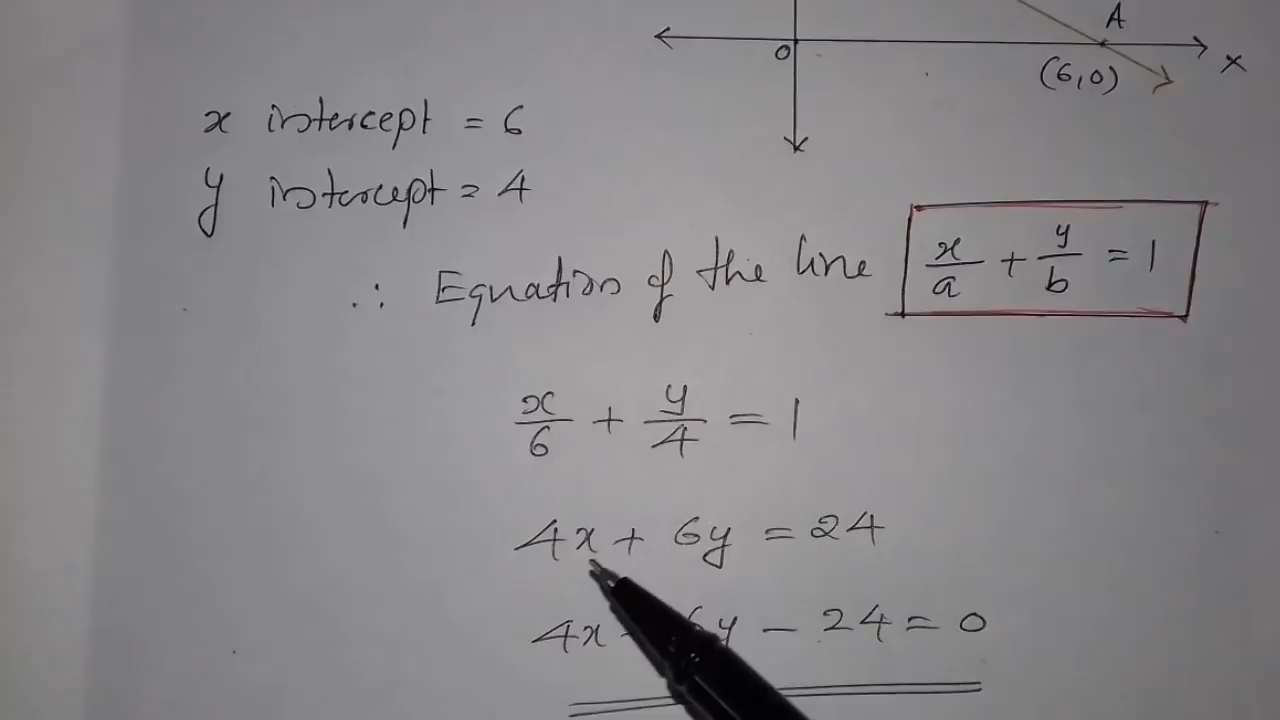 A
O
(6,0)
x
x intercept = 6
y intercept = 4
∴ Equation of the line x/a + y/b = 1
x/6 + y/4 = 1
4x + 6y = 24
4x 6y - 24 = 0